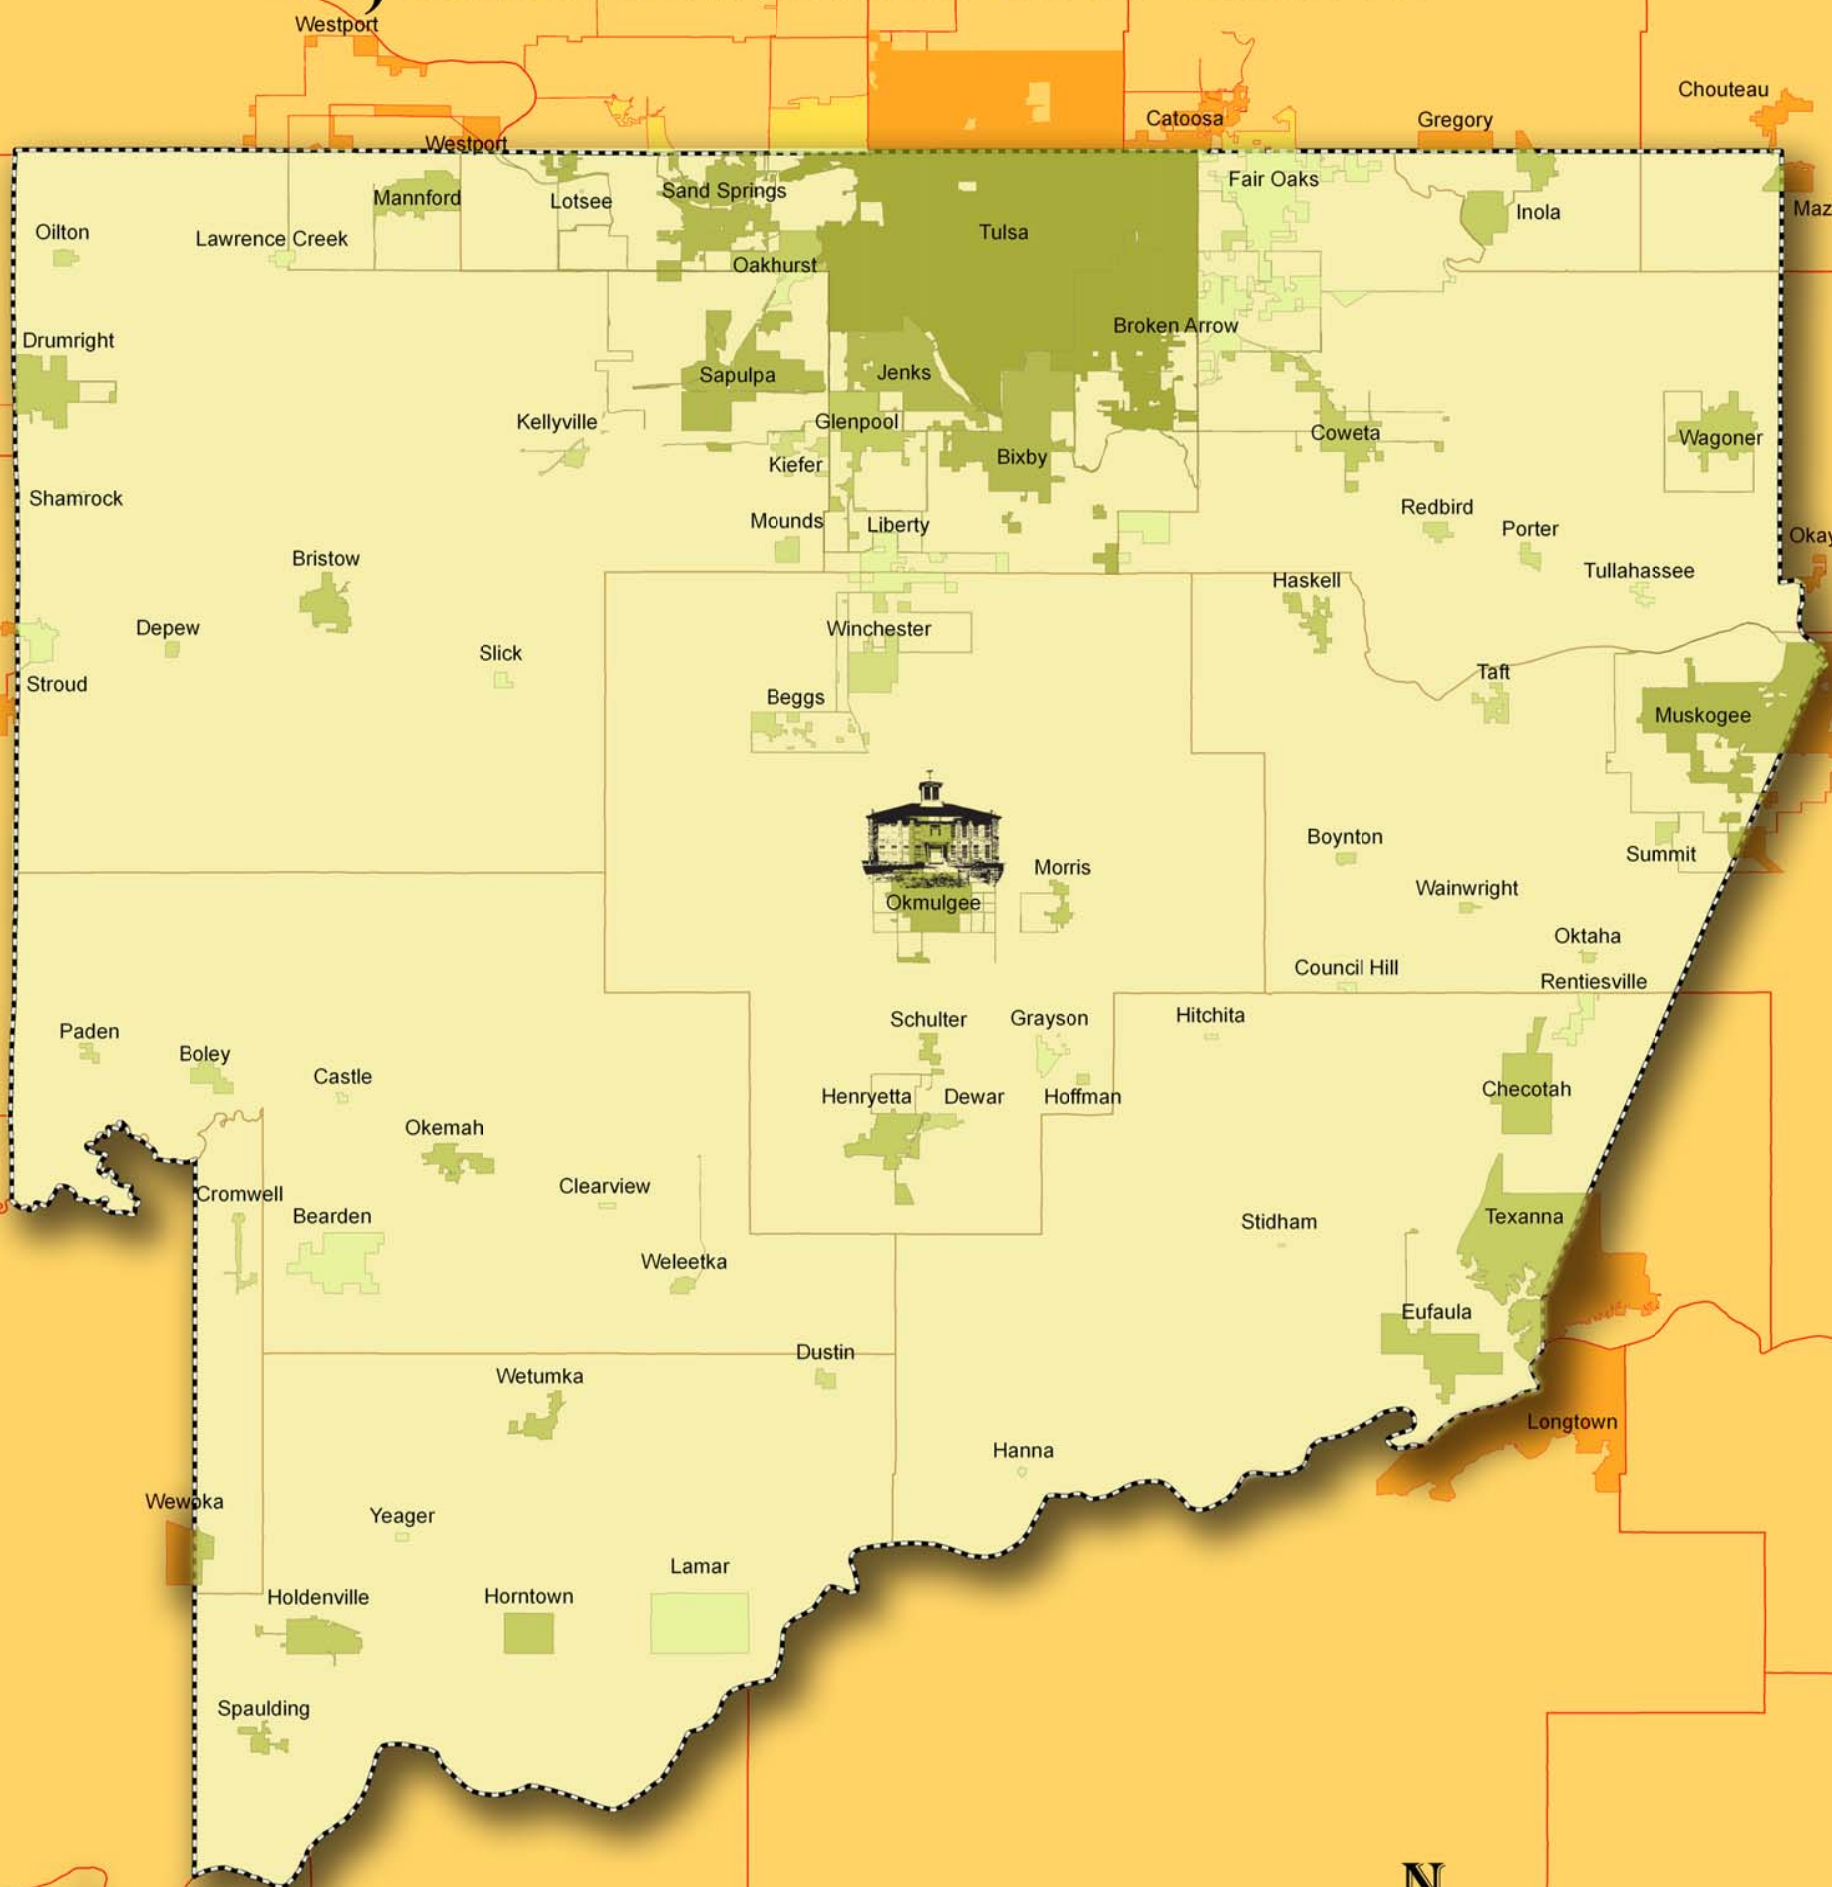 Westport
Chouteau
Catoosa
Gregory
Westport
Fair Oaks
Mannford
Sand Springs
Lotsee
Inola
Maz
Oilton
Lawrence Creek
Tulsa
Oakhurst
Drumright
Broken Arrow
Sapulpa
Jenks
Kellyville
Glenpool
Coweta
Wagoner
Kiefer
Bixby
Shamrock
Redbird
Mounds
Liberty
Porter
Okay
Bristow
Tullahassee
Haskell
Depew
Winchester
Slick
Taft
Stroud
Beggs
Muskogee
Boynton
Summit
Morris
Wainwright
Okmulgee
Oktaha
Council Hill
Rentiesville
Hitchita
Schulter
Grayson
Paden
Boley
Castle
Checotah
Henryetta
Dewar
Hoffman
Okemah
Clearview
Cromwell
Bearden
Texanna
Stidham
Weleetka
Eufaula
Dustin
Wetumka
Longtown
Hanna
Wewoka
Yeager
Lamar
Holdenville
Horntown
Spaulding
N